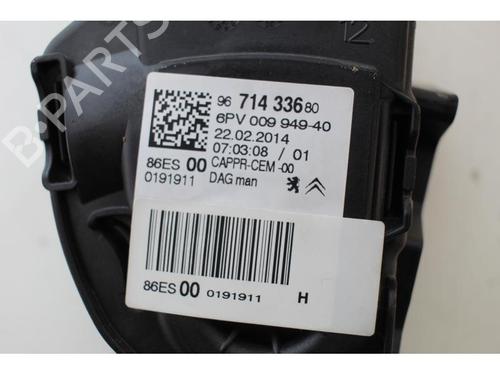 12
B-PARTS
96 714 336 80
6PV 009 949-40
22.02.2014
07:03:08 / 01
86ES 00 CAPPR-CEM -00
0191911 DAG man
86ES 00 0191911 H